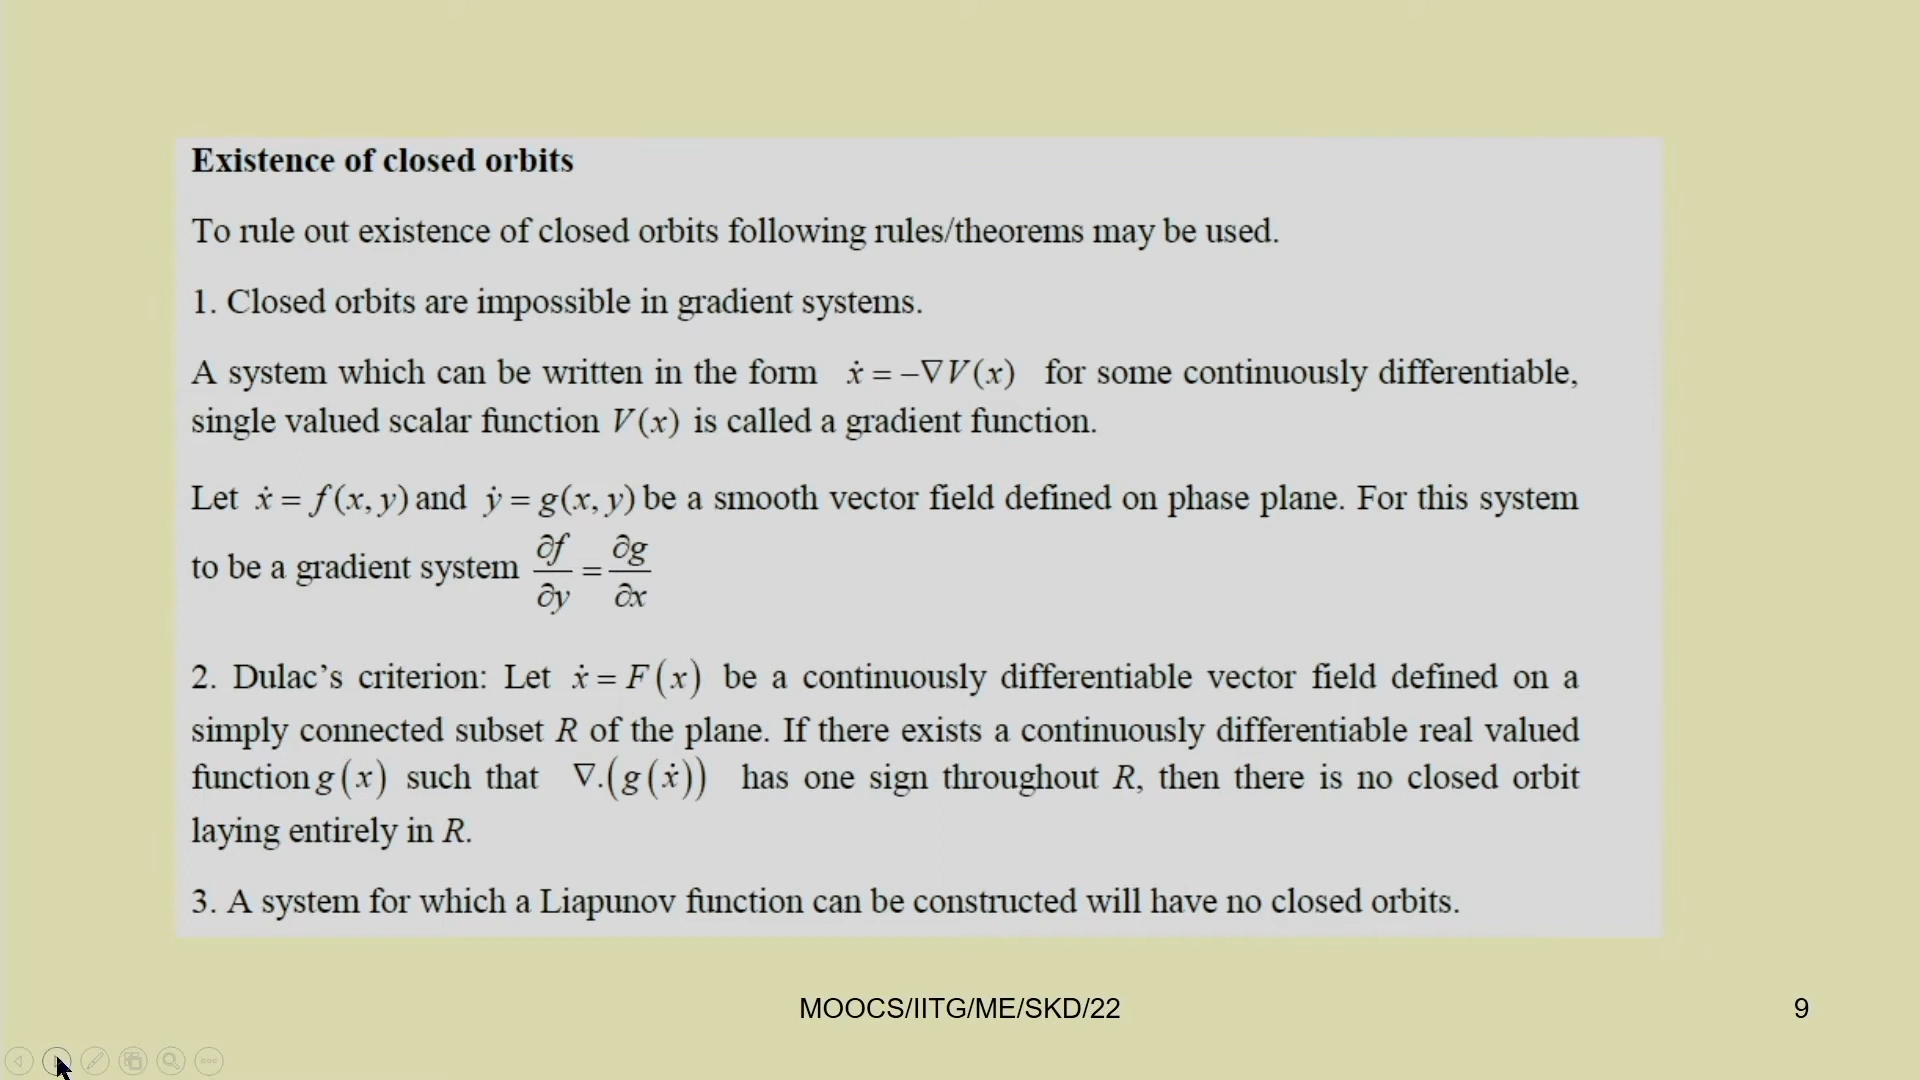 Existence of closed orbits
To rule out existence of closed orbits following rules/theorems may be used.
1. Closed orbits are impossible in gradient systems.
A system which can be written in the form ẋ = −∇V(x) for some continuously differentiable,
single valued scalar function V(x) is called a gradient function.
Let ẋ = f(x, y) and ẏ = g(x, y) be a smooth vector field defined on phase plane. For this system
to be a gradient system ∂f/∂y = ∂g/∂x
2. Dulac’s criterion: Let ẋ = F(x) be a continuously differentiable vector field defined on a
simply connected subset R of the plane. If there exists a continuously differentiable real valued
function g(x) such that ∇.(g(ẋ)) has one sign throughout R, then there is no closed orbit
laying entirely in R.
3. A system for which a Liapunov function can be constructed will have no closed orbits.
MOOCS/IITG/ME/SKD/22
9